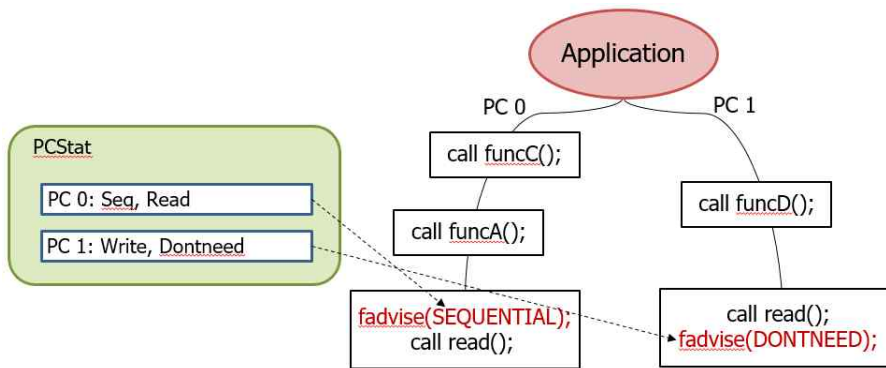 Application
PC 0
PC 1
PCStat
call funcC();
PC 0: Seq, Read
call funcD();
call funcA();
PC 1: Write, Dontneed
fadvise(SEQUENTIAL);
call read();
call read();
fadvise(DONTNEED);